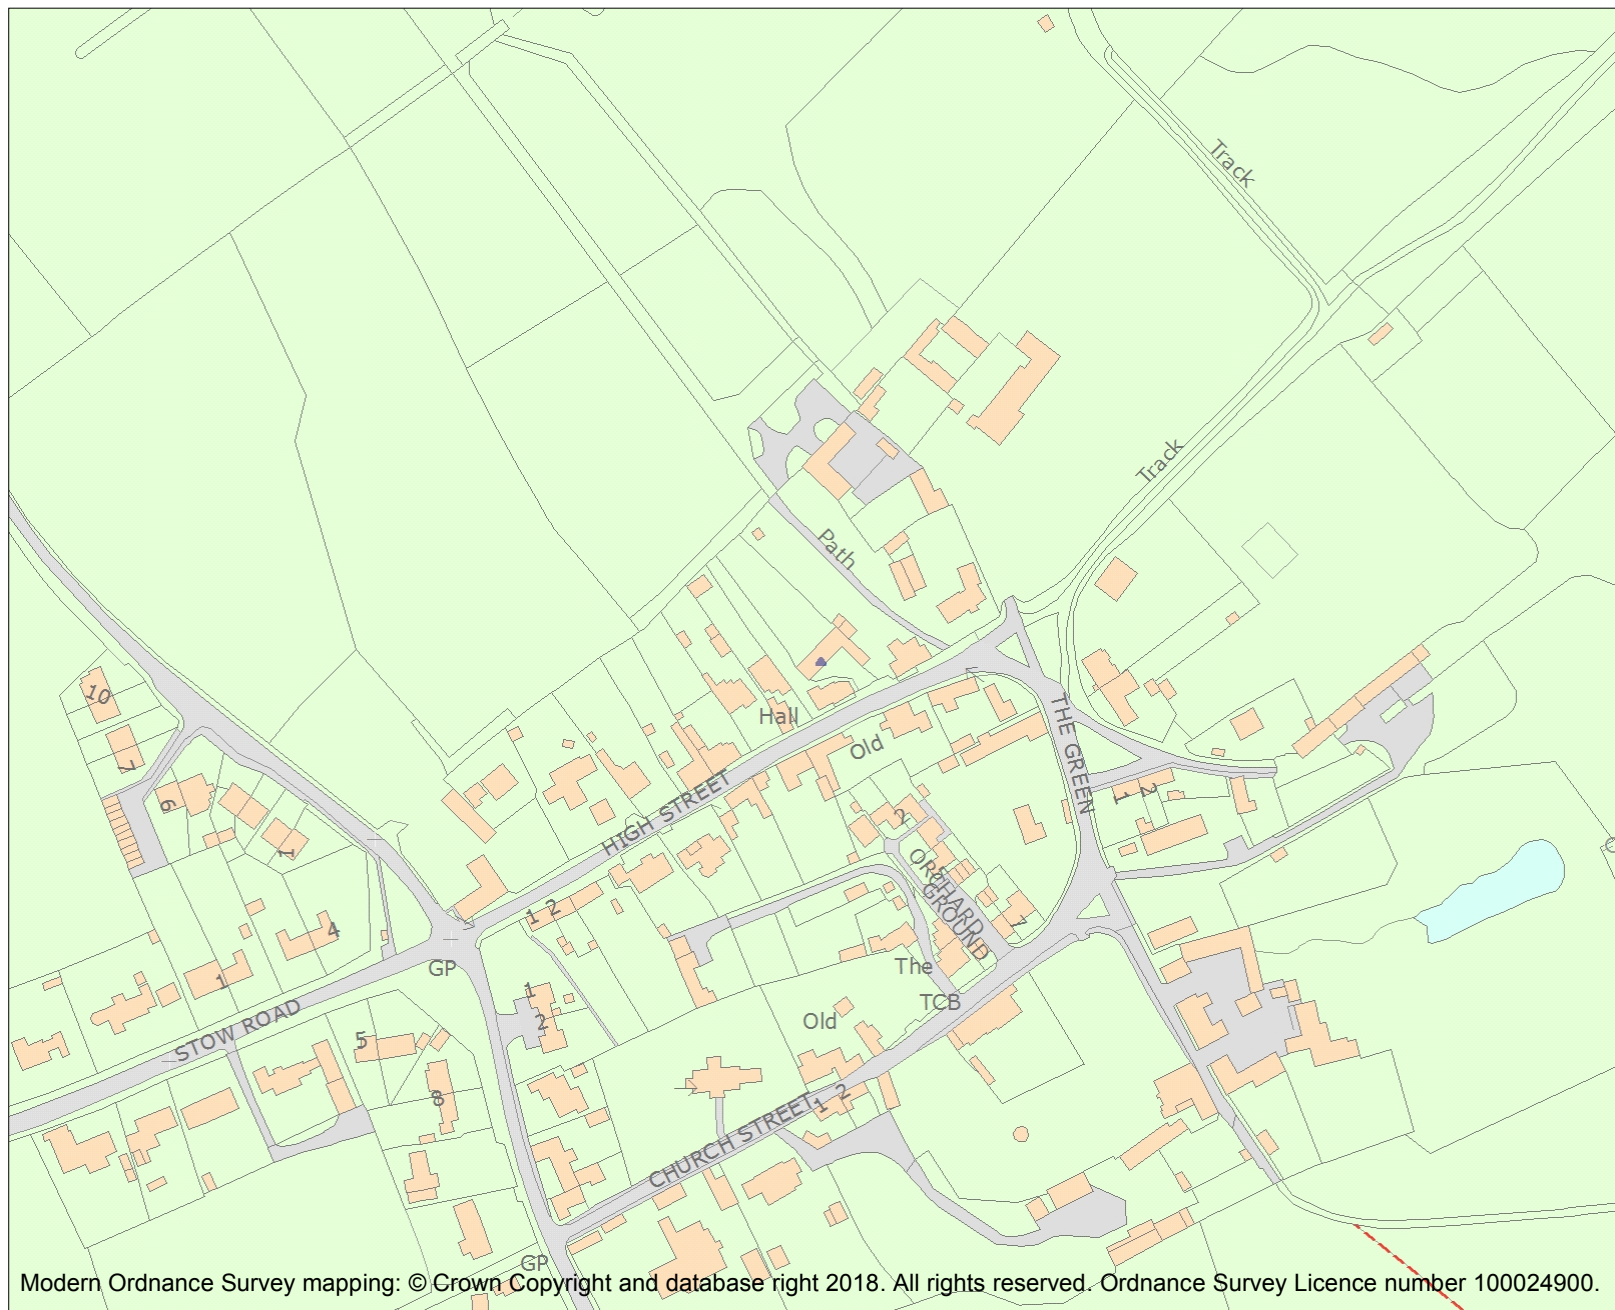 Track
Track
Path
10
7
Hall
THE GREEN
Old
2
1
6
HIGH STREET
2
1
ORCHARD
GROUND
1 2
4
7
GP
The
1
1
TCB
STOW ROAD
2
Old
5
8
1 2
CHURCH STREET
GP
Modern Ordnance Survey mapping: © Crown Copyright and database right 2018. All rights reserved. Ordnance Survey Licence number 100024900.